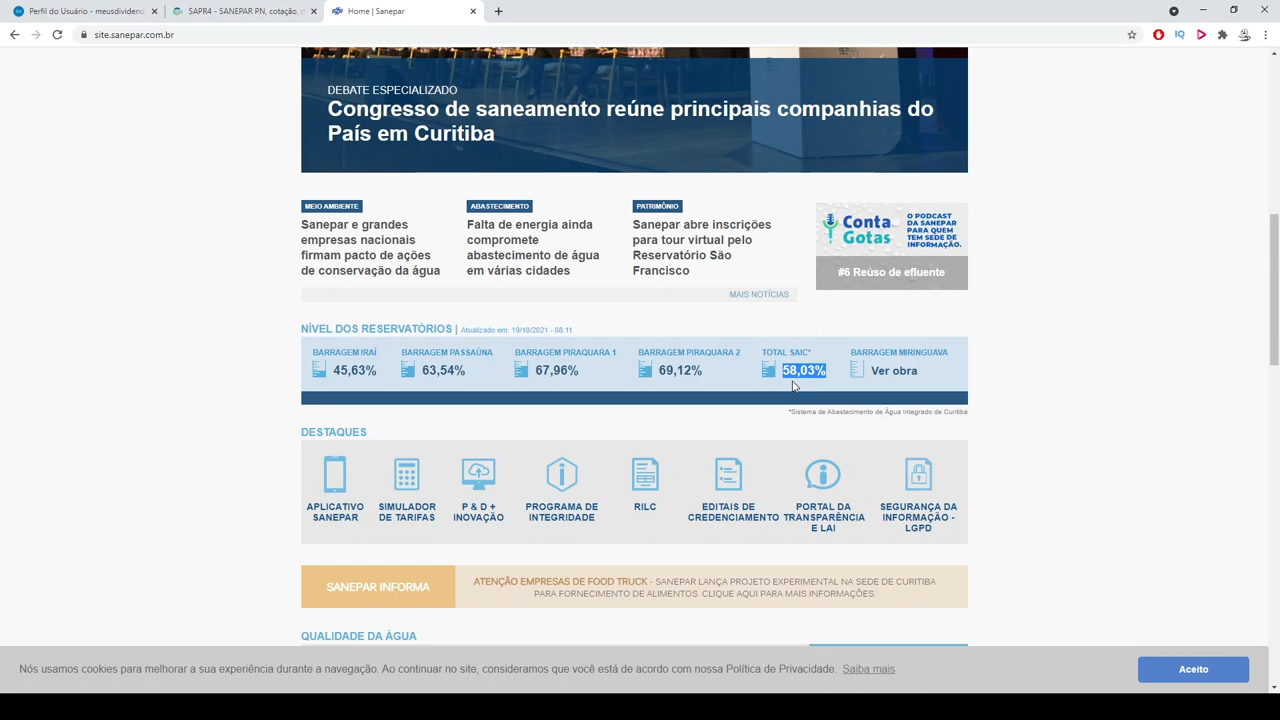 Perfil do Usuário – meusdividend
SAPR4 - SANEPAR PN, cotação, d
Home | Sanepar
site.sanepar.com.br
IQ
DEBATE ESPECIALIZADO
Congresso de saneamento reúne principais companhias do
País em Curitiba
MEIO AMBIENTE
Sanepar e grandes
empresas nacionais
firmam pacto de ações
de conservação da água
ABASTECIMENTO
Falta de energia ainda
compromete
abastecimento de água
em várias cidades
PATRIMÔNIO
Sanepar abre inscrições
para tour virtual pelo
Reservatório São
Francisco
Conta
Gotas
O PODCAST
DA SANEPAR
PARA QUEM
TEM SEDE DE
INFORMAÇÃO.
#6 Reúso de efluente
MAIS NOTÍCIAS
NÍVEL DOS RESERVATÓRIOS | Atualizado em: 19/10/2021 - 08:11
BARRAGEM IRAÍ
45,63%
BARRAGEM PASSAÚNA
63,54%
BARRAGEM PIRAQUARA 1
67,96%
BARRAGEM PIRAQUARA 2
69,12%
TOTAL SAIC*
58,03%
BARRAGEM MIRINGUAVA
Ver obra
*Sistema de Abastecimento de Água Integrado de Curitiba
DESTAQUES
APLICATIVO
SANEPAR
SIMULADOR
DE TARIFAS
P & D +
INOVAÇÃO
PROGRAMA DE
INTEGRIDADE
RILC
EDITAIS DE
CREDENCIAMENTO
PORTAL DA
TRANSPARÊNCIA
E LAI
SEGURANÇA DA
INFORMAÇÃO -
LGPD
SANEPAR INFORMA
ATENÇÃO EMPRESAS DE FOOD TRUCK - SANEPAR LANÇA PROJETO EXPERIMENTAL NA SEDE DE CURITIBA
PARA FORNECIMENTO DE ALIMENTOS. CLIQUE AQUI PARA MAIS INFORMAÇÕES.
QUALIDADE DA ÁGUA
Nós usamos cookies para melhorar a sua experiência durante a navegação. Ao continuar no site, consideramos que você está de acordo com nossa Política de Privacidade. Saiba mais
Aceito